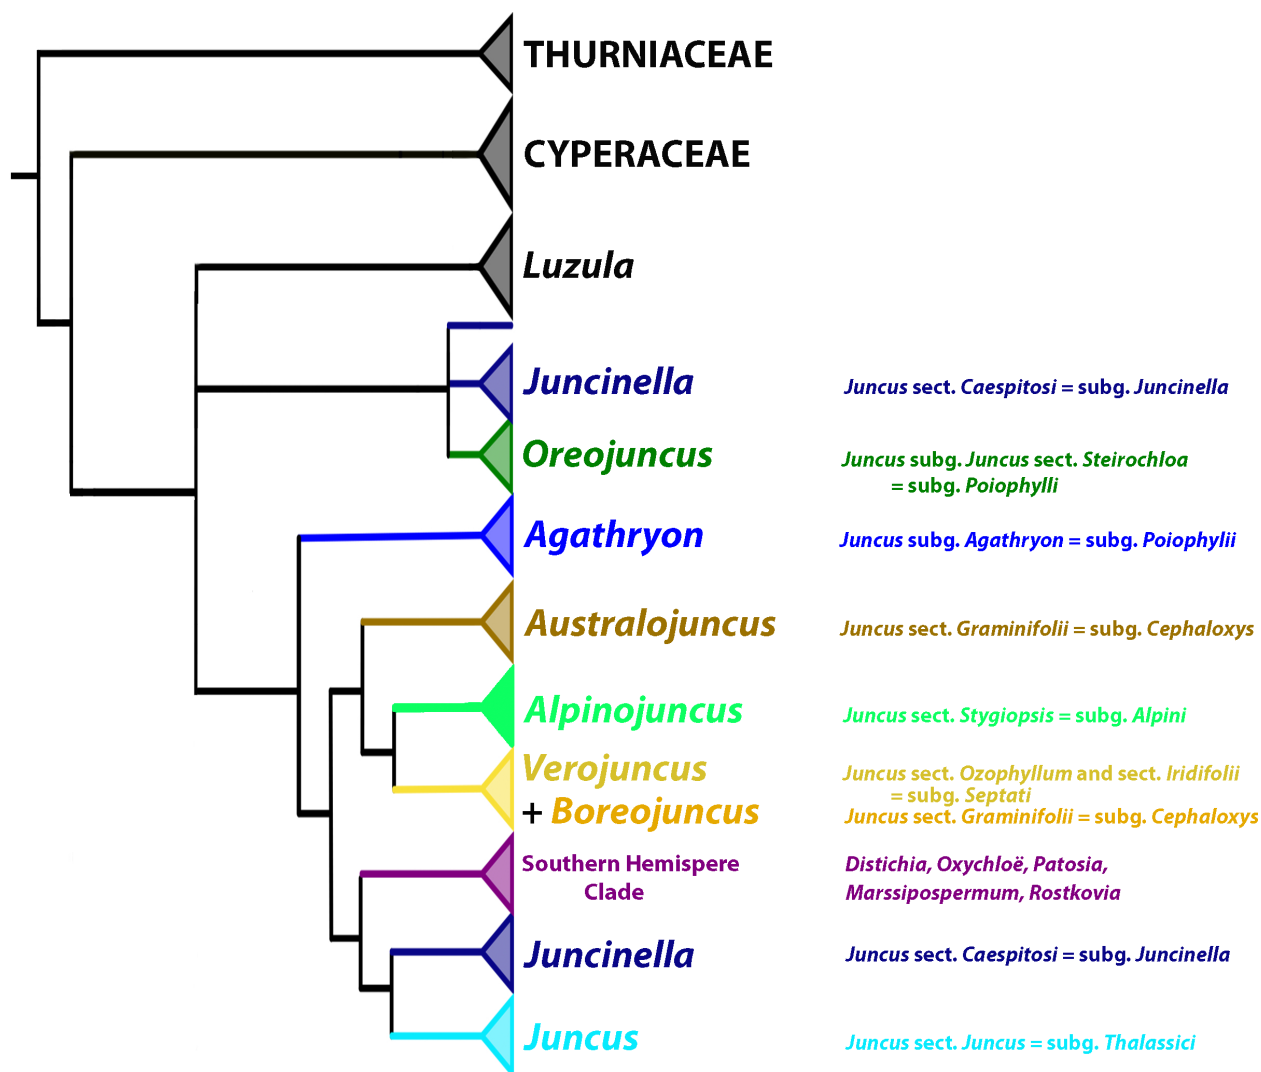 THURNIACEAE
CYPERACEAE
Luzula
Juncinella
Juncus sect. Caespitosi = subg. Juncinella
Oreojuncus
Juncus subg. Juncus sect. Steirochloa
= subg. Poiophylli
Agathryon
Juncus subg. Agathryon = subg. Poiophylii
Australojuncus
Juncus sect. Graminifolii = subg. Cephaloxys
Alpinojuncus
Juncus sect. Stygiopsis = subg. Alpini
Verojuncus
+ Boreojuncus
Juncus sect. Ozophyllum and sect. Iridifolii
= subg. Septati
Juncus sect. Graminifolii = subg. Cephaloxys
Southern Hemispere
Clade
Distichia, Oxychloë, Patosia,
Marssipospermum, Rostkovia
Juncinella
Juncus sect. Caespitosi = subg. Juncinella
Juncus
Juncus sect. Juncus = subg. Thalassici